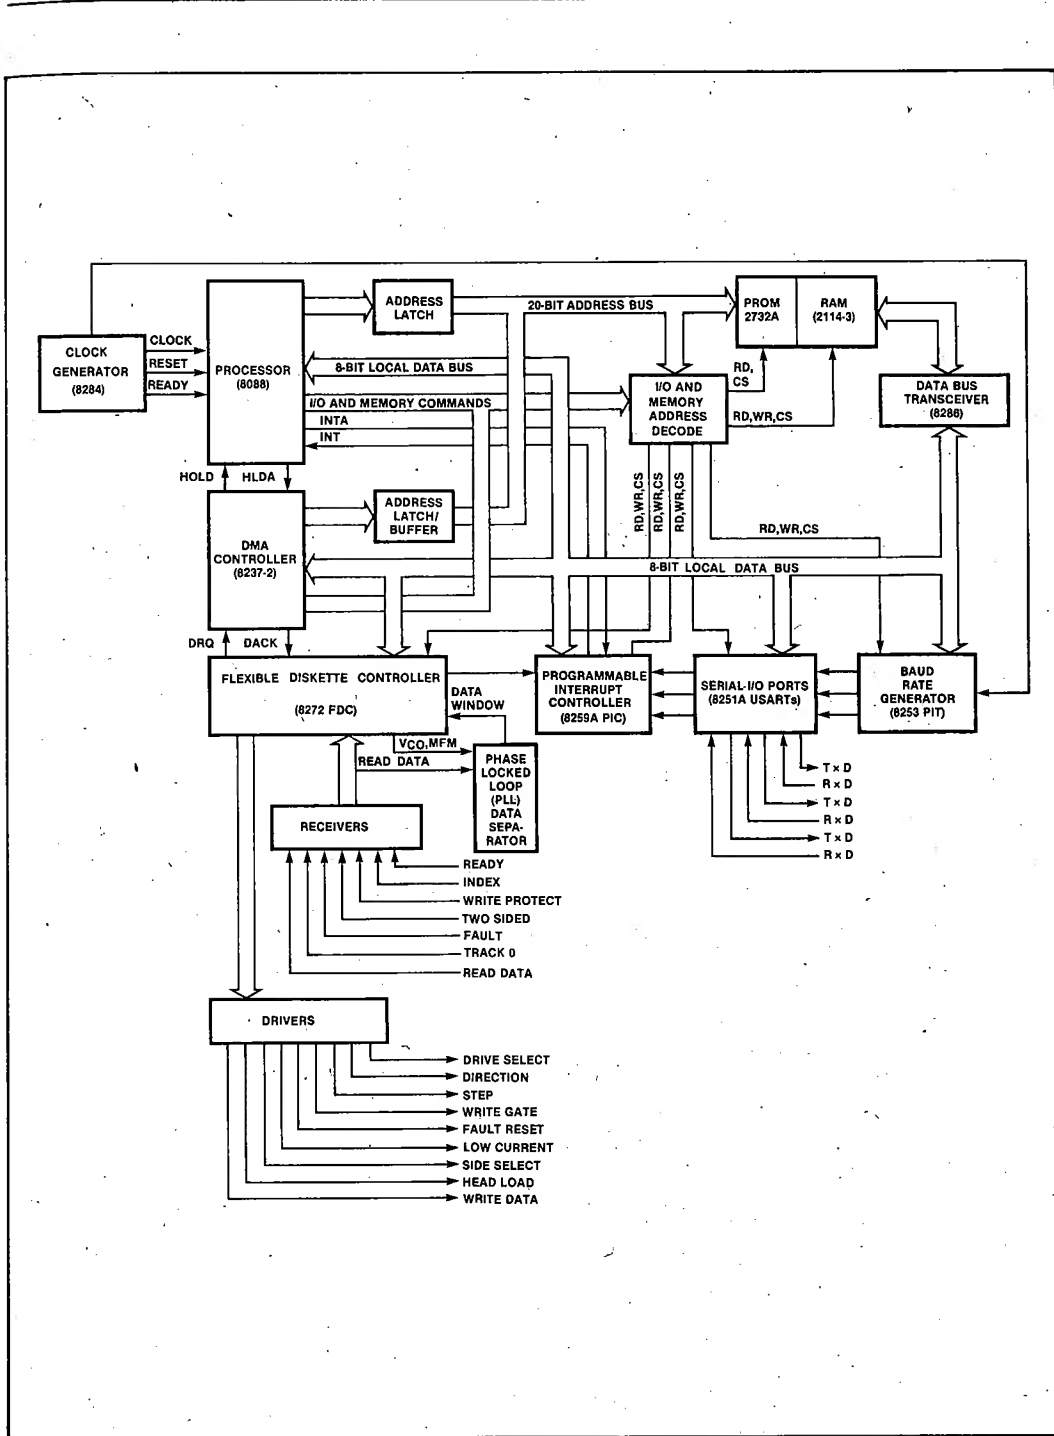 CLOCK
GENERATOR
(8284)
CLOCK
RESET
READY
PROCESSOR
(8088)
ADDRESS
LATCH
20-BIT ADDRESS BUS
PROM
2732A
RAM
(2114-3)
8-BIT LOCAL DATA BUS
I/O AND MEMORY COMMANDS
INTA
INT
I/O AND
MEMORY
ADDRESS
DECODE
RD,
CS
RD,WR,CS
DATA BUS
TRANSCEIVER
(8286)
HOLD
HLDA
RD,WR,CS
RD,WR,CS
RD,WR,CS
RD,WR,CS
DMA
CONTROLLER
(8237-2)
ADDRESS
LATCH/
BUFFER
8-BIT LOCAL DATA BUS
DRQ
DACK
FLEXIBLE DISKETTE CONTROLLER
(8272 FDC)
DATA
WINDOW
PROGRAMMABLE
INTERRUPT
CONTROLLER
(8259A PIC)
SERIAL-I/O PORTS
(8251A USARTs)
BAUD
RATE
GENERATOR
(8253 PIT)
VCO,MFM
READ DATA
PHASE
LOCKED
LOOP
(PLL)
DATA
SEPA-
RATOR
TxD
RxD
TxD
RxD
TxD
RxD
RECEIVERS
READY
INDEX
WRITE PROTECT
TWO SIDED
FAULT
TRACK 0
READ DATA
DRIVERS
DRIVE SELECT
DIRECTION
STEP
WRITE GATE
FAULT RESET
LOW CURRENT
SIDE SELECT
HEAD LOAD
WRITE DATA